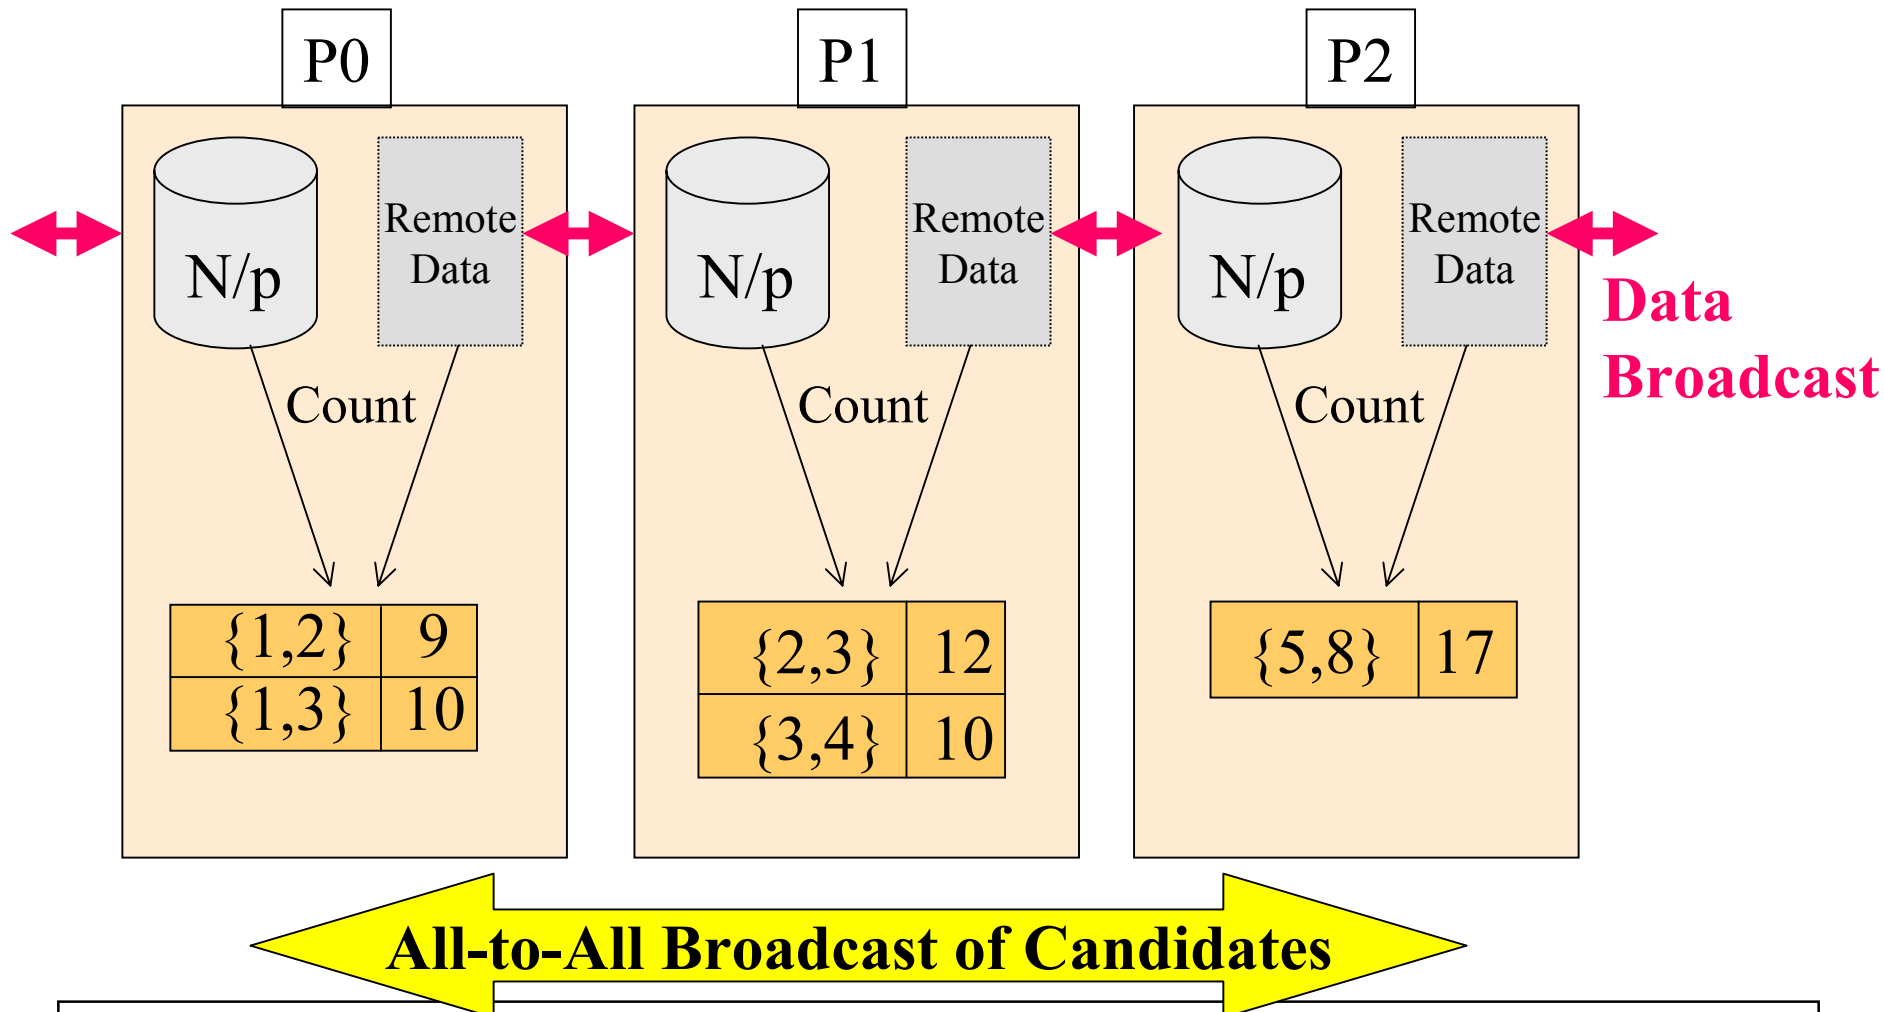 P0
P1
P2
N/p
Remote
Data
N/p
Remote
Data
N/p
Remote
Data
Data
Broadcast
Count
Count
Count
{1,2} 9
{1,3} 10
{2,3} 12
{3,4} 10
{5,8} 17
All-to-All Broadcast of Candidates